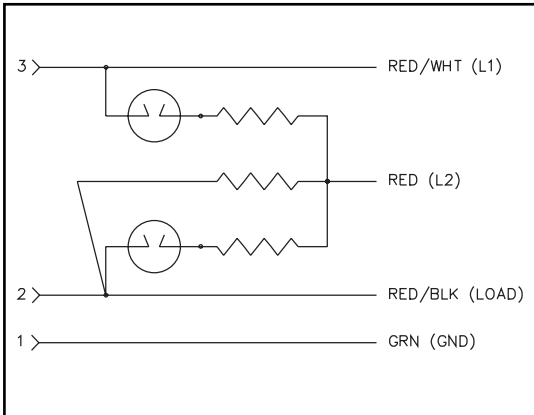 3 RED/WHT (L1)
RED (L2)
2 RED/BLK (LOAD)
1 GRN (GND)